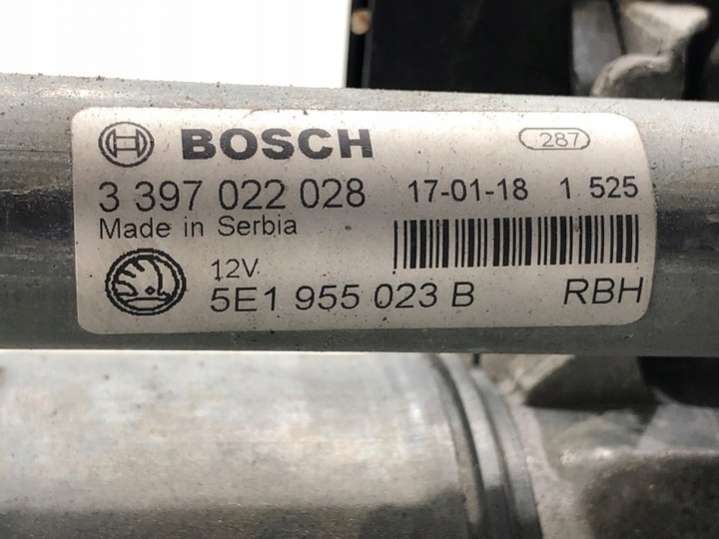 BOSCH 287
3 397 022 028 17-01-18 1 525
Made in Serbia
12V
5E1 955 023 B RBH